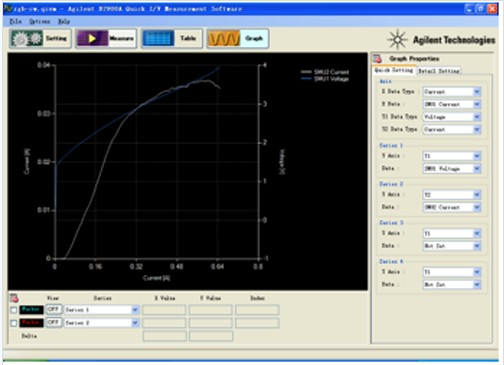 rgb-sw.qism - Agilent B2900A Quick I/V Measurement Software
File Options Help
Setting Measure Table Graph
Agilent Technologies
Graph Properties
Quick Setting Detail Setting
Axis
X Data Type : Current
X Data : SMU1 Current
Y1 Data Type : Voltage
Y2 Data Type : Current
Series 1
Y Axis : Y1
Data : SMU1 Voltage
Series 2
Y Axis : Y2
Data : SMU2 Current
Series 3
Y Axis : Y1
Data : Not Set
Series 4
Y Axis : Y1
Data : Not Set
SMU2 Current
SMU1 Voltage
0.04
0.03
0.02
0.01
0
Current [A]
4
3
2
1
0
-1
Voltage [V]
0 0.16 0.32 0.48 0.64 0.8
Current [A]
View Series X Value Y Value Index
Marker OFF Series 1
Marker OFF Series 2
Delta